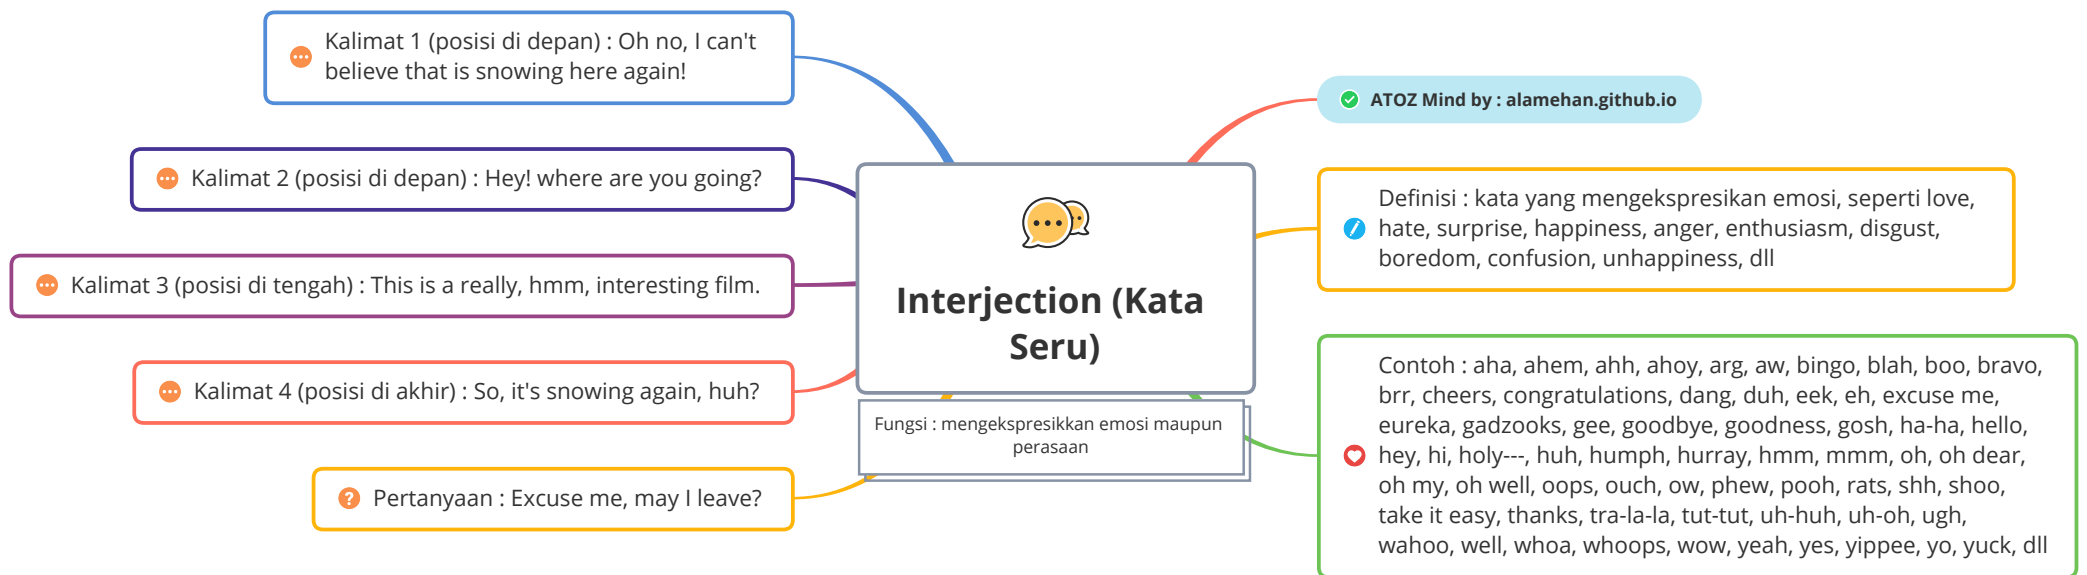 Kalimat 1 (posisi di depan) : Oh no, I can't
believe that is snowing here again!
Kalimat 2 (posisi di depan) : Hey! where are you going?
Kalimat 3 (posisi di tengah) : This is a really, hmm, interesting film.
Kalimat 4 (posisi di akhir) : So, it's snowing again, huh?
Pertanyaan : Excuse me, may I leave?
Interjection (Kata
Seru)
Fungsi : mengekspresikkan emosi maupun
perasaan
ATOZ Mind by : alamehan.github.io
Definisi : kata yang mengekspresikan emosi, seperti love,
hate, surprise, happiness, anger, enthusiasm, disgust,
boredom, confusion, unhappiness, dll
Contoh : aha, ahem, ahh, ahoy, arg, aw, bingo, blah, boo, bravo,
brr, cheers, congratulations, dang, duh, eek, eh, excuse me,
eureka, gadzooks, gee, goodbye, goodness, gosh, ha-ha, hello,
hey, hi, holy---, huh, humph, hurray, hmm, mmm, oh, oh dear,
oh my, oh well, oops, ouch, ow, phew, pooh, rats, shh, shoo,
take it easy, thanks, tra-la-la, tut-tut, uh-huh, uh-oh, ugh,
wahoo, well, whoa, whoops, wow, yeah, yes, yippee, yo, yuck, dll